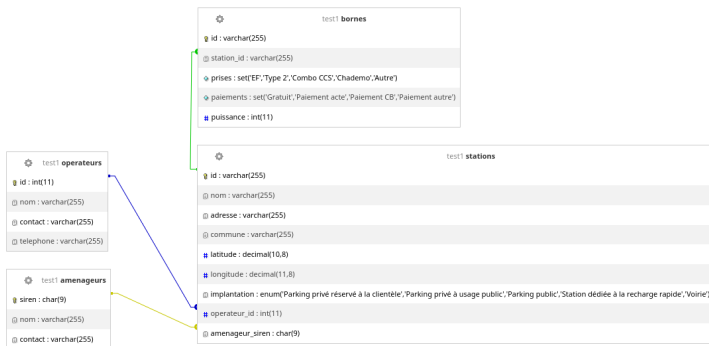 test1 bornes
id : varchar(255)
station_id : varchar(255)
prises : set('EF','Type 2','Combo CCS','Chademo','Autre')
paiements : set('Gratuit','Paiement acte','Paiement CB','Paiement autre')
# puissance : int(11)
test1 operateurs
id : int(11)
nom : varchar(255)
contact : varchar(255)
telephone : varchar(255)
test1 amenageurs
siren : char(9)
nom : varchar(255)
contact : varchar(255)
test1 stations
id : varchar(255)
nom : varchar(255)
adresse : varchar(255)
commune : varchar(255)
# latitude : decimal(10,8)
# longitude : decimal(11,8)
implantation : enum('Parking privé réservé à la clientèle','Parking privé à usage public','Parking public','Station dédiée à la recharge rapide','Voirie')
# operateur_id : int(11)
amenageur_siren : char(9)